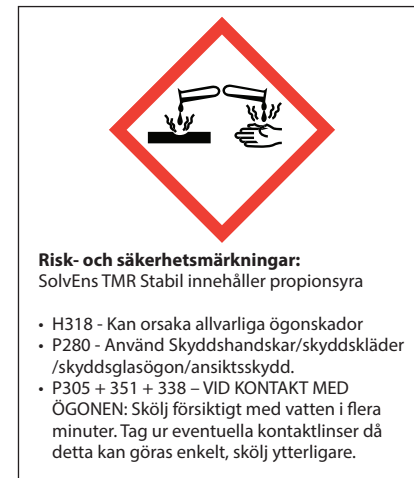 Risk- och säkerhetsmärkningar:
SolvEns TMR Stabil innehåller propionsyra
• H318 - Kan orsaka allvarliga ögonskador
• P280 - Använd Skyddshandskar/skyddskläder
/skyddsglasögon/ansiktsskydd.
• P305 + 351 + 338 – VID KONTAKT MED
ÖGONEN: Skölj försiktigt med vatten i flera
minuter. Tag ur eventuella kontaktlinser då
detta kan göras enkelt, skölj ytterligare.